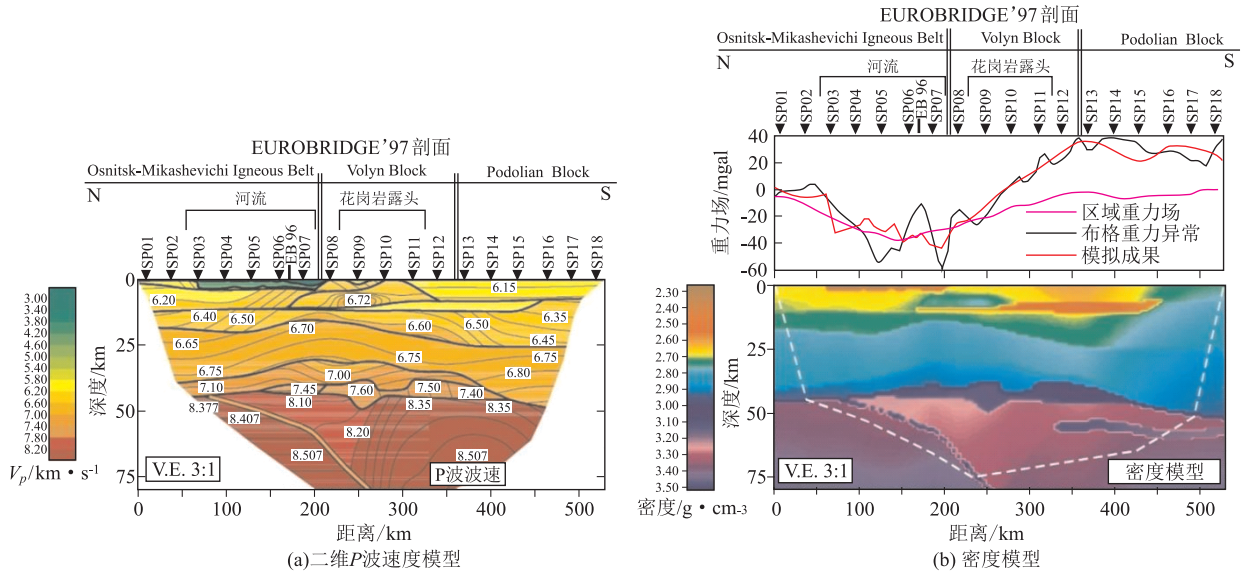 EUROBRIDGE'97剖面
Osnitsk-Mikashevichi Igneous Belt Volyn Block Podolian Block
N S
河流 花岗岩露头
SP01 SP02 SP03 SP04 SP05 SP06 EB 96 SP07 SP08 SP09 SP10 SP11 SP12 SP13 SP14 SP15 SP16 SP17 SP18
0
25
50
75
深度/km
6.15
6.20 6.72
6.40 6.50 6.35
6.70 6.60 6.50
6.65 6.45
6.75 6.75
6.75 7.00 6.80
7.10 7.45 7.60 7.50 7.40
8.377 8.10 8.35 8.35
8.407
8.20
8.507 8.507
V.E. 3:1 P波波速
3.00
3.40
3.80
4.20
5.40
5.80
6.20
6.60
7.00
7.40
7.80
8.20
Vp/km・s-1
0 100 200 300 400 500
距离/km
(a)二维P波速度模型
EUROBRIDGE'97剖面
Osnitsk-Mikashevichi Igneous Belt Volyn Block Podolian Block
N S
河流 花岗岩露头
SP01 SP02 SP03 SP04 SP05 SP06 EB 96 SP07 SP08 SP09 SP10 SP11 SP12 SP13 SP14 SP15 SP16 SP17 SP18
40
20
0
-20
-40
-60
重力场/mgal
区域重力场
布格重力异常
模拟成果
2.30
2.40
2.50
2.60
2.70
2.80
2.90
3.00
3.05
3.10
3.20
3.30
3.40
3.50
密度/g・cm-3
0
25
50
75
深度/km
V.E. 3:1 密度模型
0 100 200 300 400 500
距离/km
(b) 密度模型